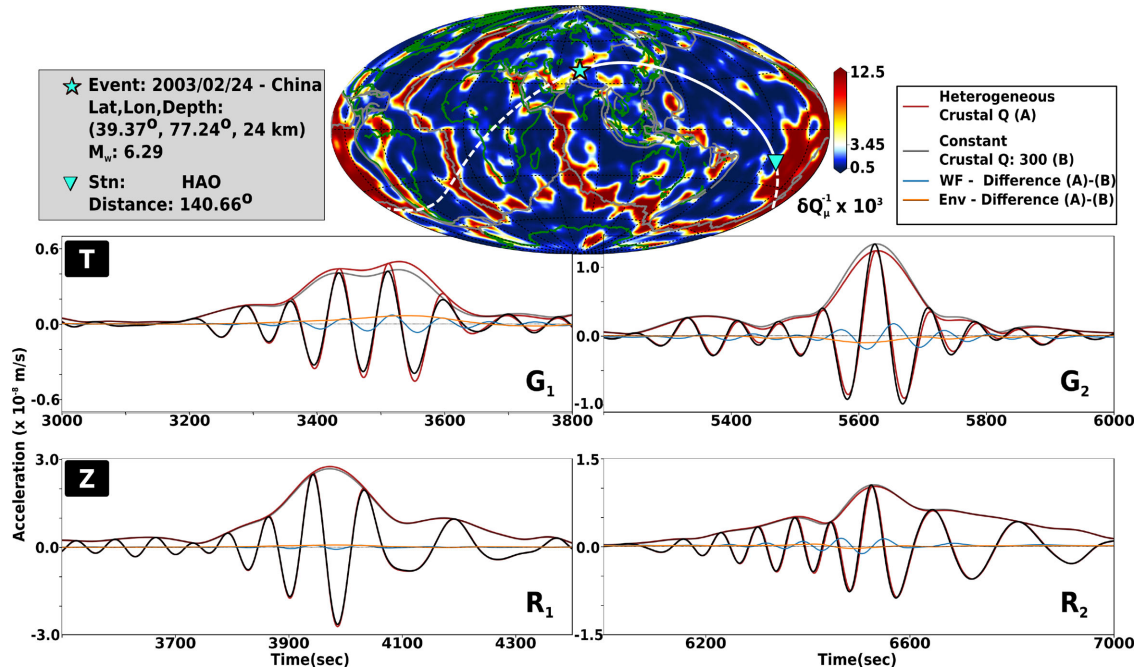 Event: 2003/02/24 - China
Lat,Lon,Depth:
(39.37o, 77.24o, 24 km)
Mw: 6.29
Stn: HAO
Distance: 140.66o
12.5
3.45
0.5
δQμ-1 x 103
Heterogeneous
Crustal Q (A)
Constant
Crustal Q: 300 (B)
WF - Difference (A)-(B)
Env - Difference (A)-(B)
Acceleration (x 10-8 m/s)
T
0.6
0.0
-0.6
G1
3000 3200 3400 3600 3800
1.0
0.0
-1.0
G2
5400 5600 5800 6000
Z
3.0
0.0
-3.0
R1
3700 3900 4100 4300
Time(sec)
1.5
0.0
-1.5
R2
6200 6600 7000
Time(sec)